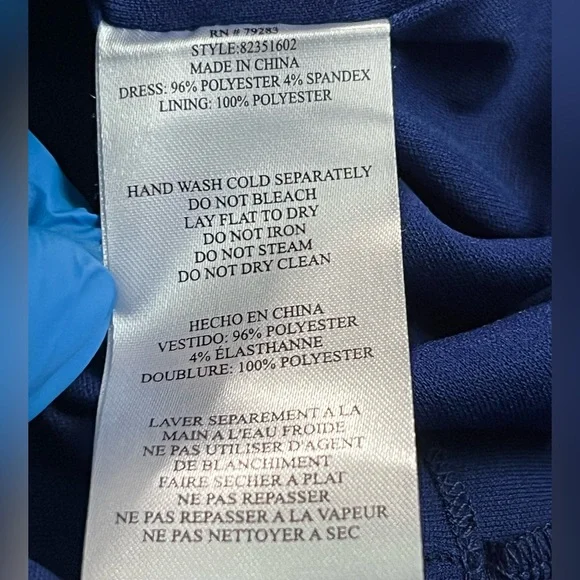 RN # 79283
STYLE:82351602
MADE IN CHINA
DRESS: 96% POLYESTER 4% SPANDEX
LINING: 100% POLYESTER
HAND WASH COLD SEPARATELY
DO NOT BLEACH
LAY FLAT TO DRY
DO NOT IRON
DO NOT STEAM
DO NOT DRY CLEAN
HECHO EN CHINA
VESTIDO: 96% POLYESTER
4% ÉLASTHANNE
DOUBLURE: 100% POLYESTER
LAVER SEPAREMENT A LA
MAIN A L'EAU FROIDE
NE PAS UTILISER D'AGENT
DE BLANCHIMENT
FAIRE SECHER A PLAT
NE PAS REPASSER
NE PAS REPASSER A LA VAPEUR
NE PAS NETTOYER A SEC